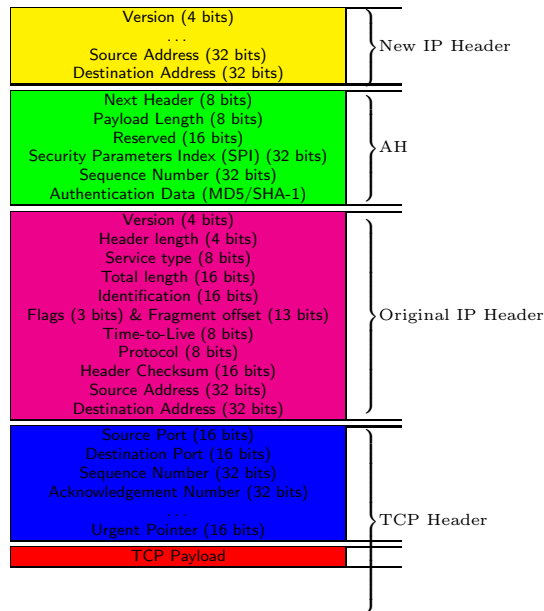 Version (4 bits)
...
Source Address (32 bits)
Destination Address (32 bits)
New IP Header
Next Header (8 bits)
Payload Length (8 bits)
Reserved (16 bits)
Security Parameters Index (SPI) (32 bits)
Sequence Number (32 bits)
Authentication Data (MD5/SHA-1)
AH
Version (4 bits)
Header length (4 bits)
Service type (8 bits)
Total length (16 bits)
Identification (16 bits)
Flags (3 bits) & Fragment offset (13 bits)
Time-to-Live (8 bits)
Protocol (8 bits)
Header Checksum (16 bits)
Source Address (32 bits)
Destination Address (32 bits)
Original IP Header
Source Port (16 bits)
Destination Port (16 bits)
Sequence Number (32 bits)
Acknowledgement Number (32 bits)
...
Urgent Pointer (16 bits)
TCP Header
TCP Payload